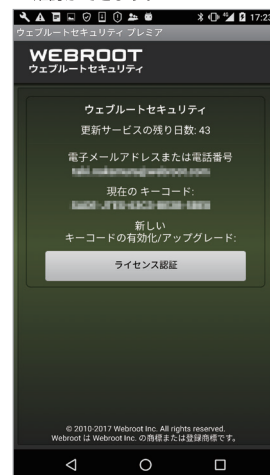 17:23
ウェブルートセキュリティ プレミア
WEBROOT
ウェブルートセキュリティ
ウェブルートセキュリティ
更新サービスの残り日数: 43
電子メールアドレスまたは電話番号
現在の キーコード:
新しい
キーコードの有効化/アップグレード:
ライセンス認証
© 2010-2017 Webroot Inc. All rights reserved.
Webroot は Webroot Inc. の商標または登録商標です。